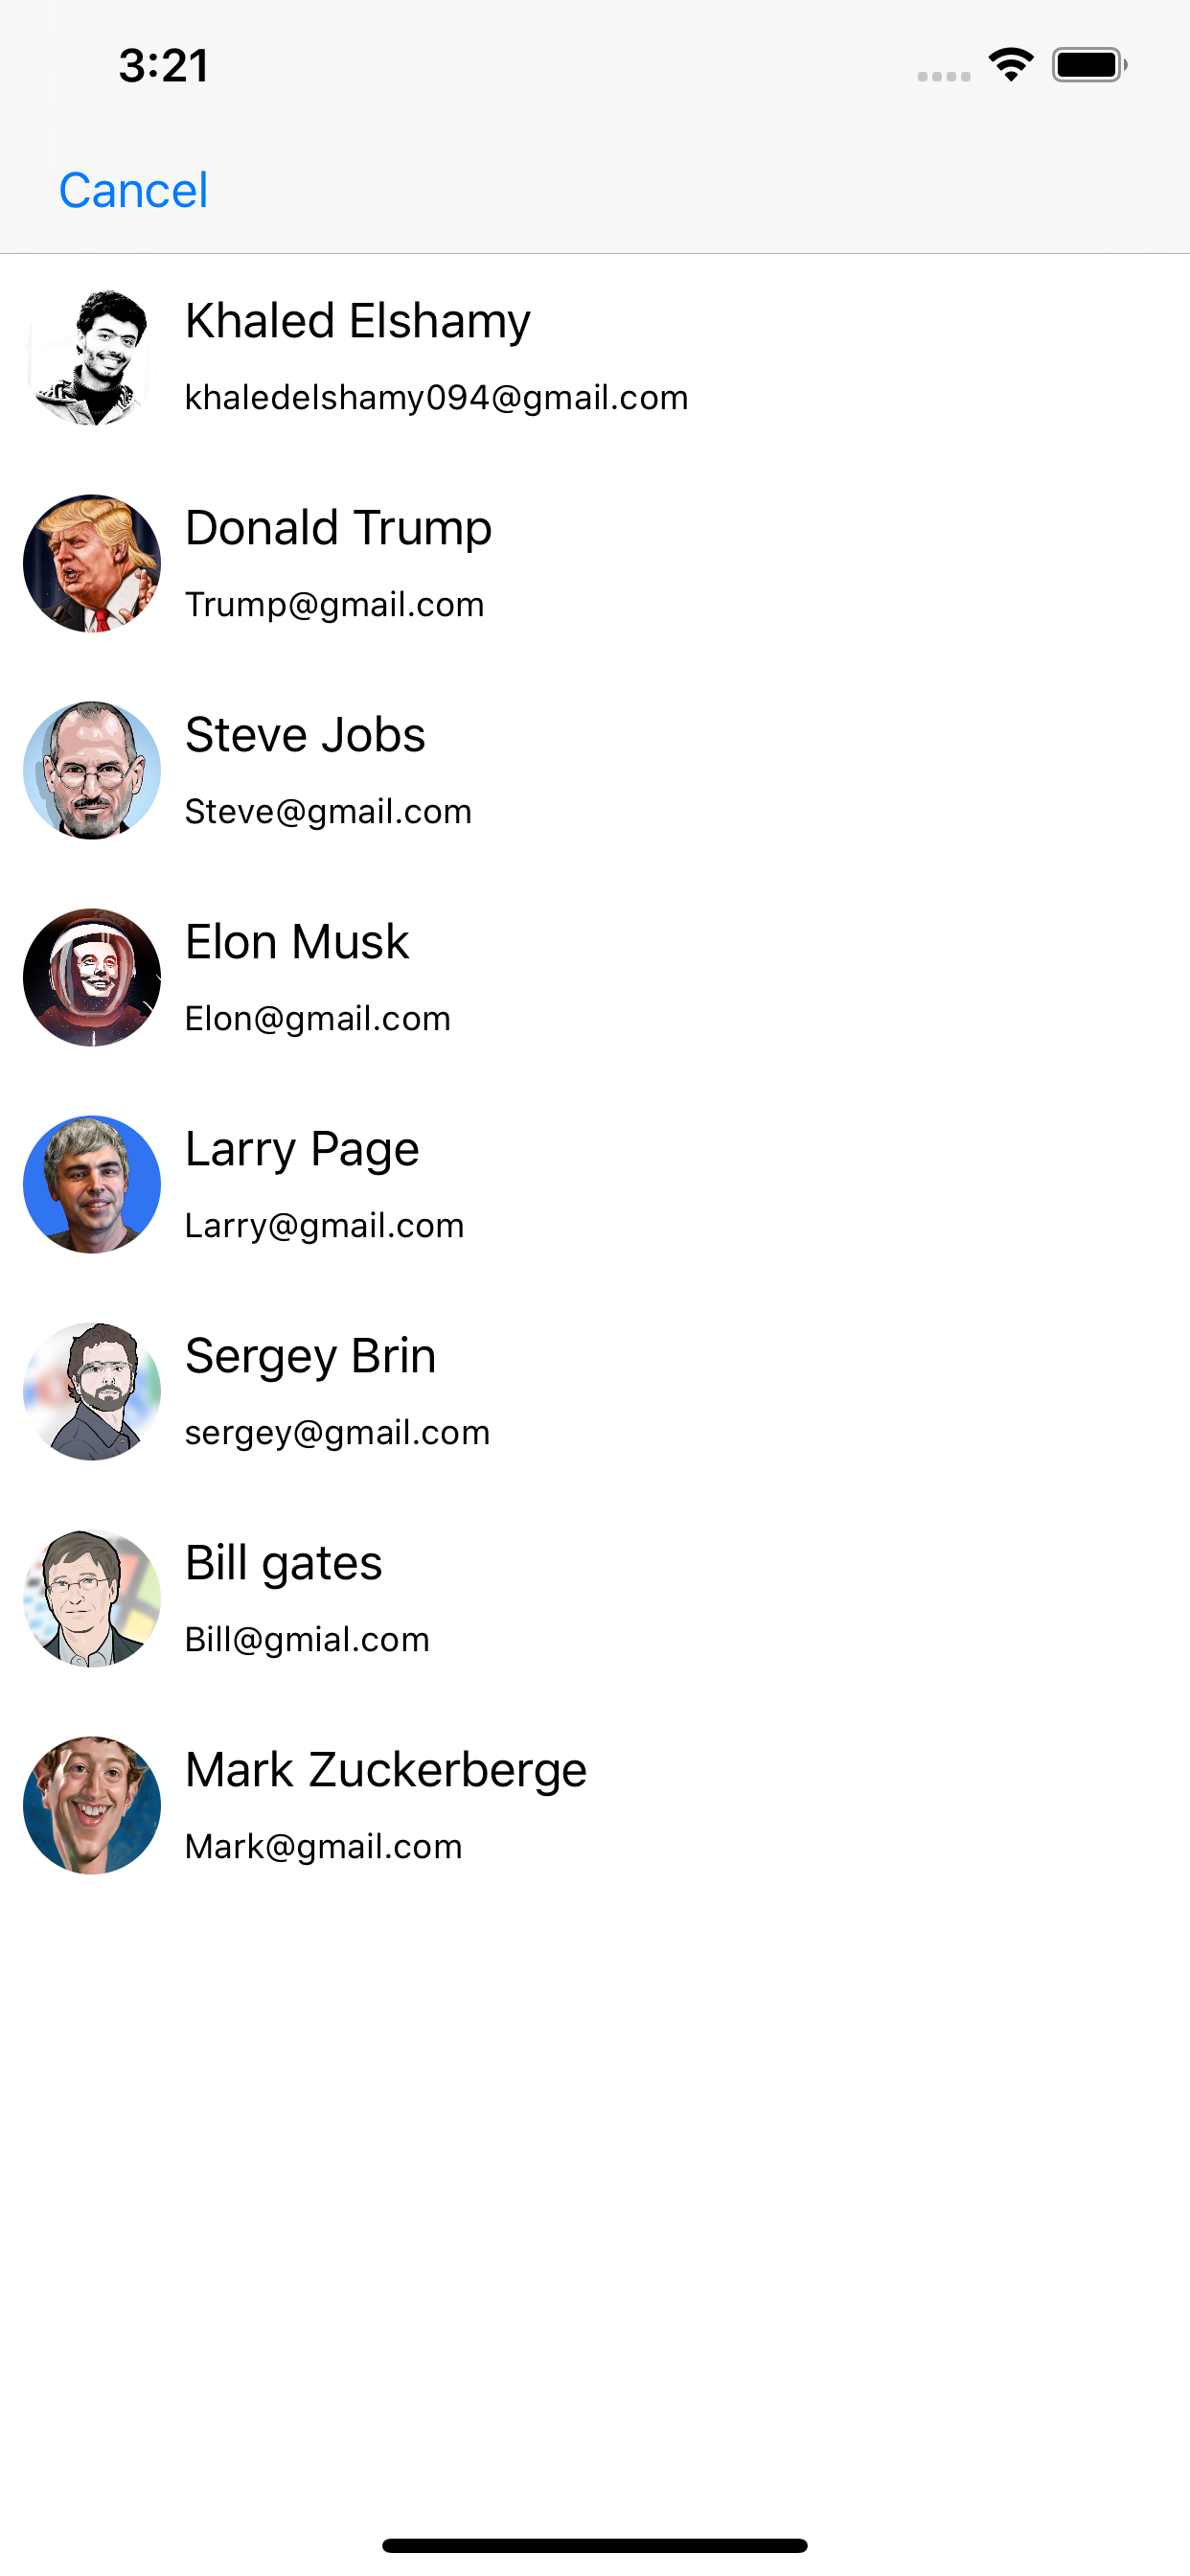 3:21
Cancel
Khaled Elshamy
khaledelshamy094@gmail.com
Donald Trump
Trump@gmail.com
Steve Jobs
Steve@gmail.com
Elon Musk
Elon@gmail.com
Larry Page
Larry@gmail.com
Sergey Brin
sergey@gmail.com
Bill gates
Bill@gmial.com
Mark Zuckerberge
Mark@gmail.com